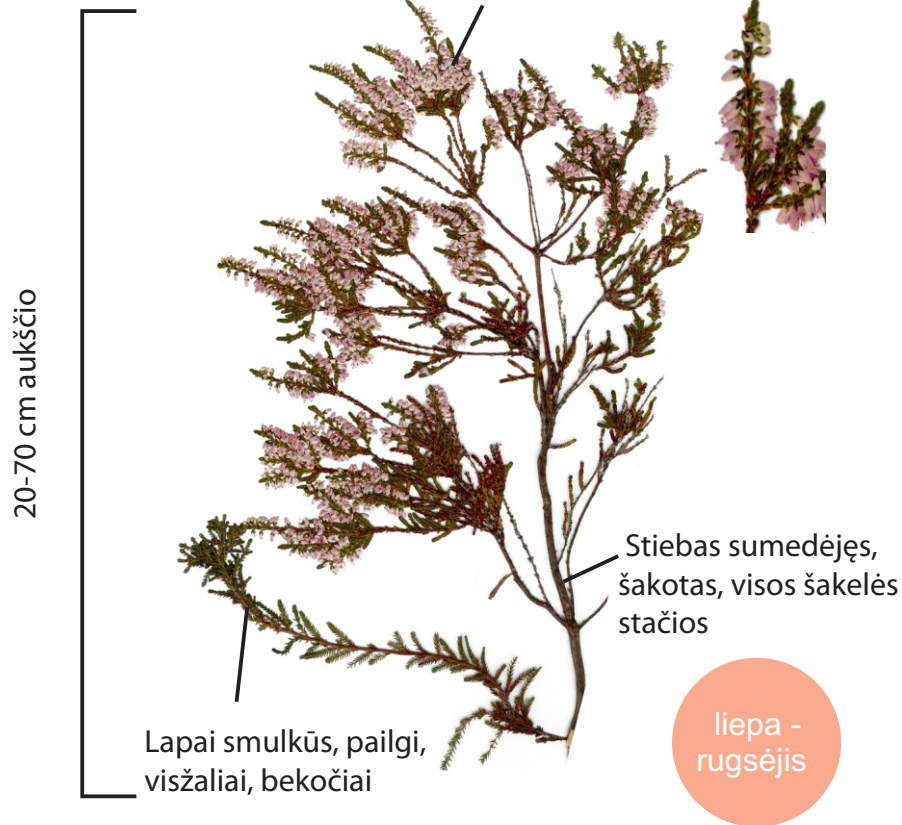 20-70 cm aukščio
Stiebas sumedėjęs,
šakotas, visos šakelės
stačios
Lapai smulkūs, pailgi,
visžaliai, bekočiai
liepa -
rugsėjis